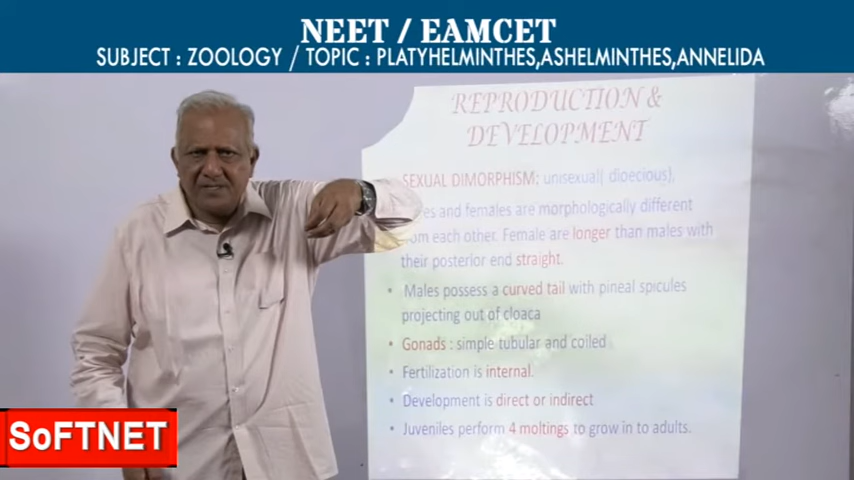 NEET / EAMCET
SUBJECT : ZOOLOGY / TOPIC : PLATYHELMINTHES,ASHELMINTHES,ANNELIDA
REPRODUCTION &
DEVELOPMENT
SEXUAL DIMORPHISM; unisexual( dioecious),
and females are morphologically different
from each other. Female are longer than males with
their posterior end straight.
• Males possess a curved tail with pineal spicules
projecting out of cloaca
• Gonads : simple tubular and coiled
• Fertilization is internal.
• Development is direct or indirect
• Juveniles perform 4 moltings to grow in to adults.
SoFTNET